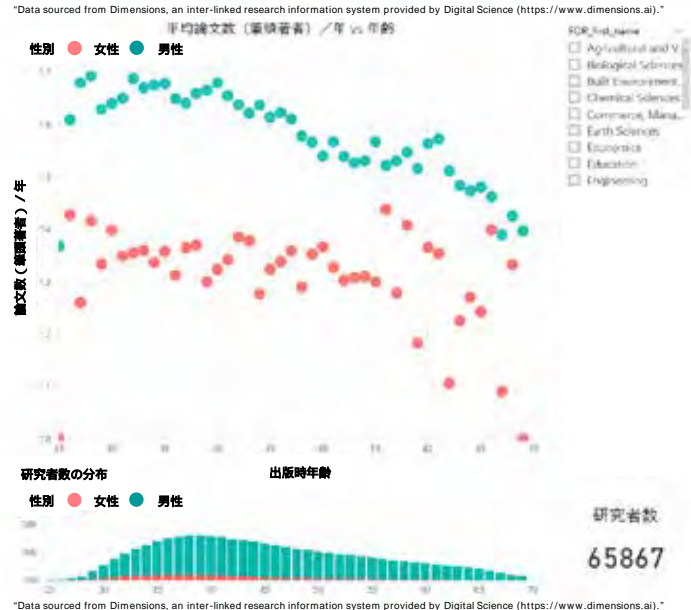 “Data sourced from Dimensions, an inter-linked research information system provided by Digital Science (https://www.dimensions.ai).”
平均論文数（筆頭著者）／年 vs 年齢
性別 女性 男性
FOR_first_name
Agricultural and V
Biological Sciences
Built Environment
Chemical Sciences
Commerce, Mana...
Earth Sciences
Economics
Education
Engineering
論文数（筆頭著者）/ 年
出版時年齢
研究者数の分布
性別 女性 男性
研究者数
65867
“Data sourced from Dimensions, an inter-linked research information system provided by Digital Science (https://www.dimensions.ai).”